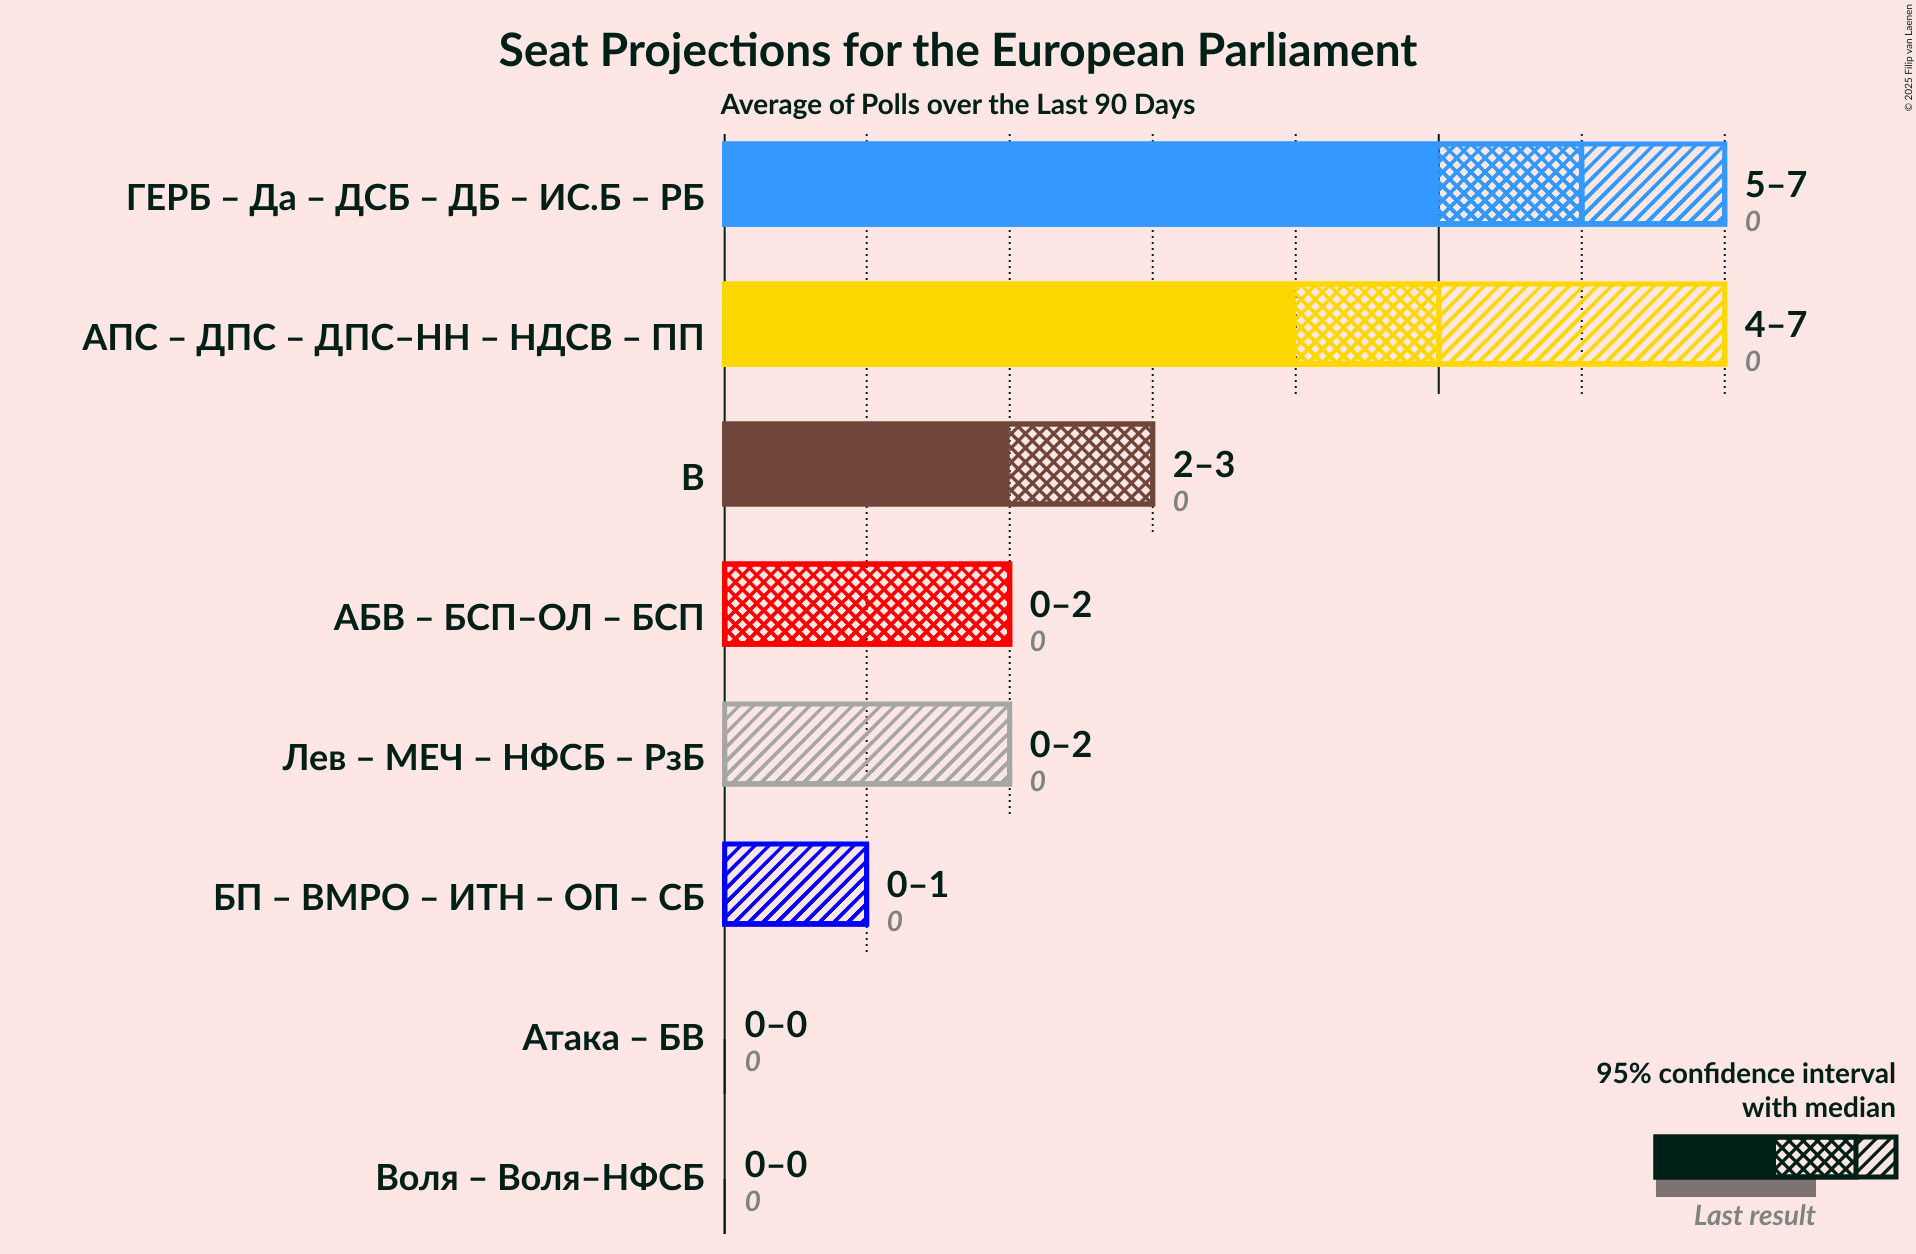 Seat Projections for the European Parliament
Average of Polls over the Last 90 Days
© 2025 Filip van Laenen
ГЕРБ – Да – ДСБ – ДБ – ИС.Б – РБ
5–7
0
АПС – ДПС – ДПС–НН – НДСВ – ПП
4–7
0
В
2–3
0
АБВ – БСП–ОЛ – БСП
0–2
0
Лев – МЕЧ – НФСБ – РзБ
0–2
0
БП – ВМРО – ИТН – ОП – СБ
0–1
0
Атака – БВ
0–0
0
Воля – Воля–НФСБ
0–0
0
95% confidence interval
with median
Last result